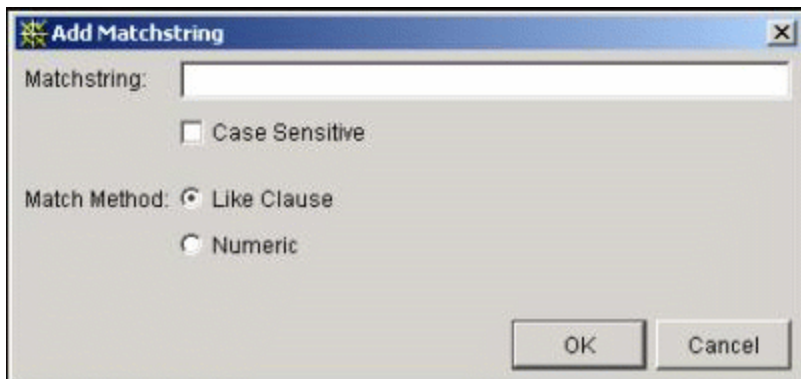 Add Matchstring
Matchstring:
Case Sensitive
Match Method: Like Clause
Numeric
OK Cancel